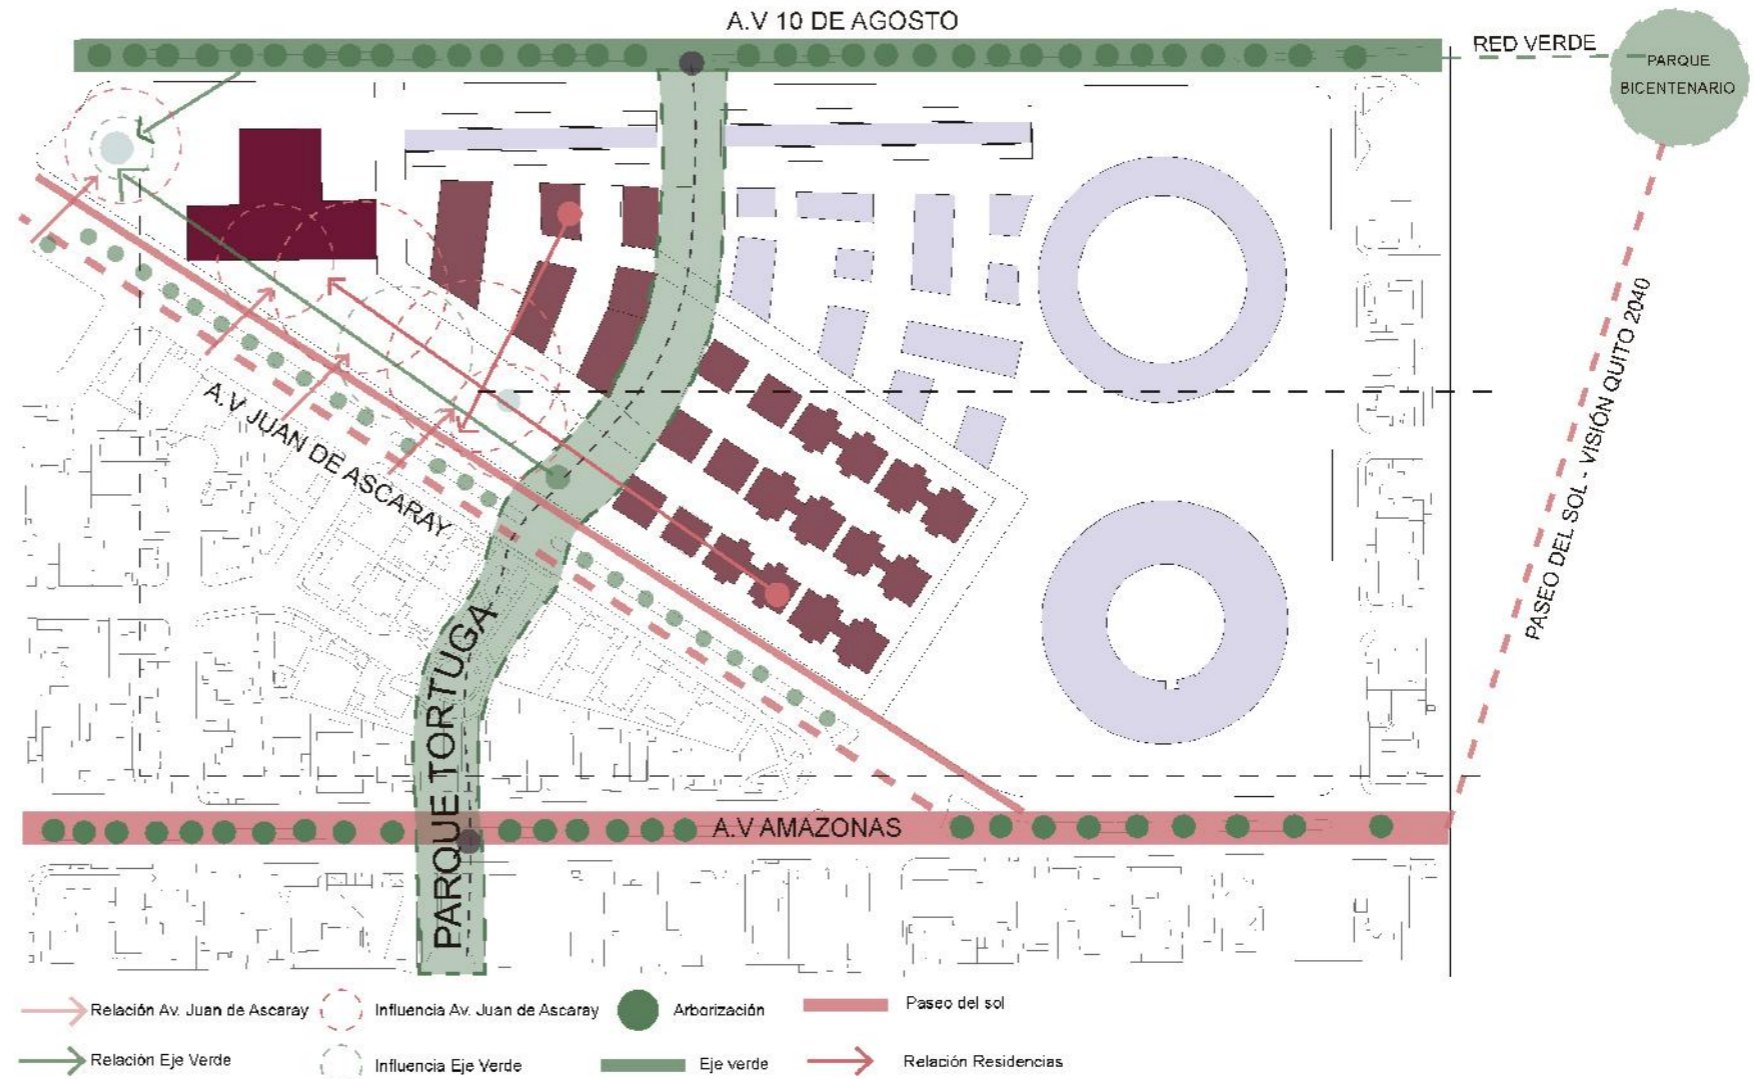 A.V 10 DE AGOSTO
RED VERDE
PARQUE
BICENTENARIO
PASEO DEL SOL - VISIÓN QUITO 2040
A.V JUAN DE ASCARAY
PARQUE TORTUGA
A.V AMAZONAS
Relación Av. Juan de Ascaray
Influencia Av. Juan de Ascaray
Arborización
Paseo del sol
Relación Eje Verde
Influencia Eje Verde
Eje verde
Relación Residencias